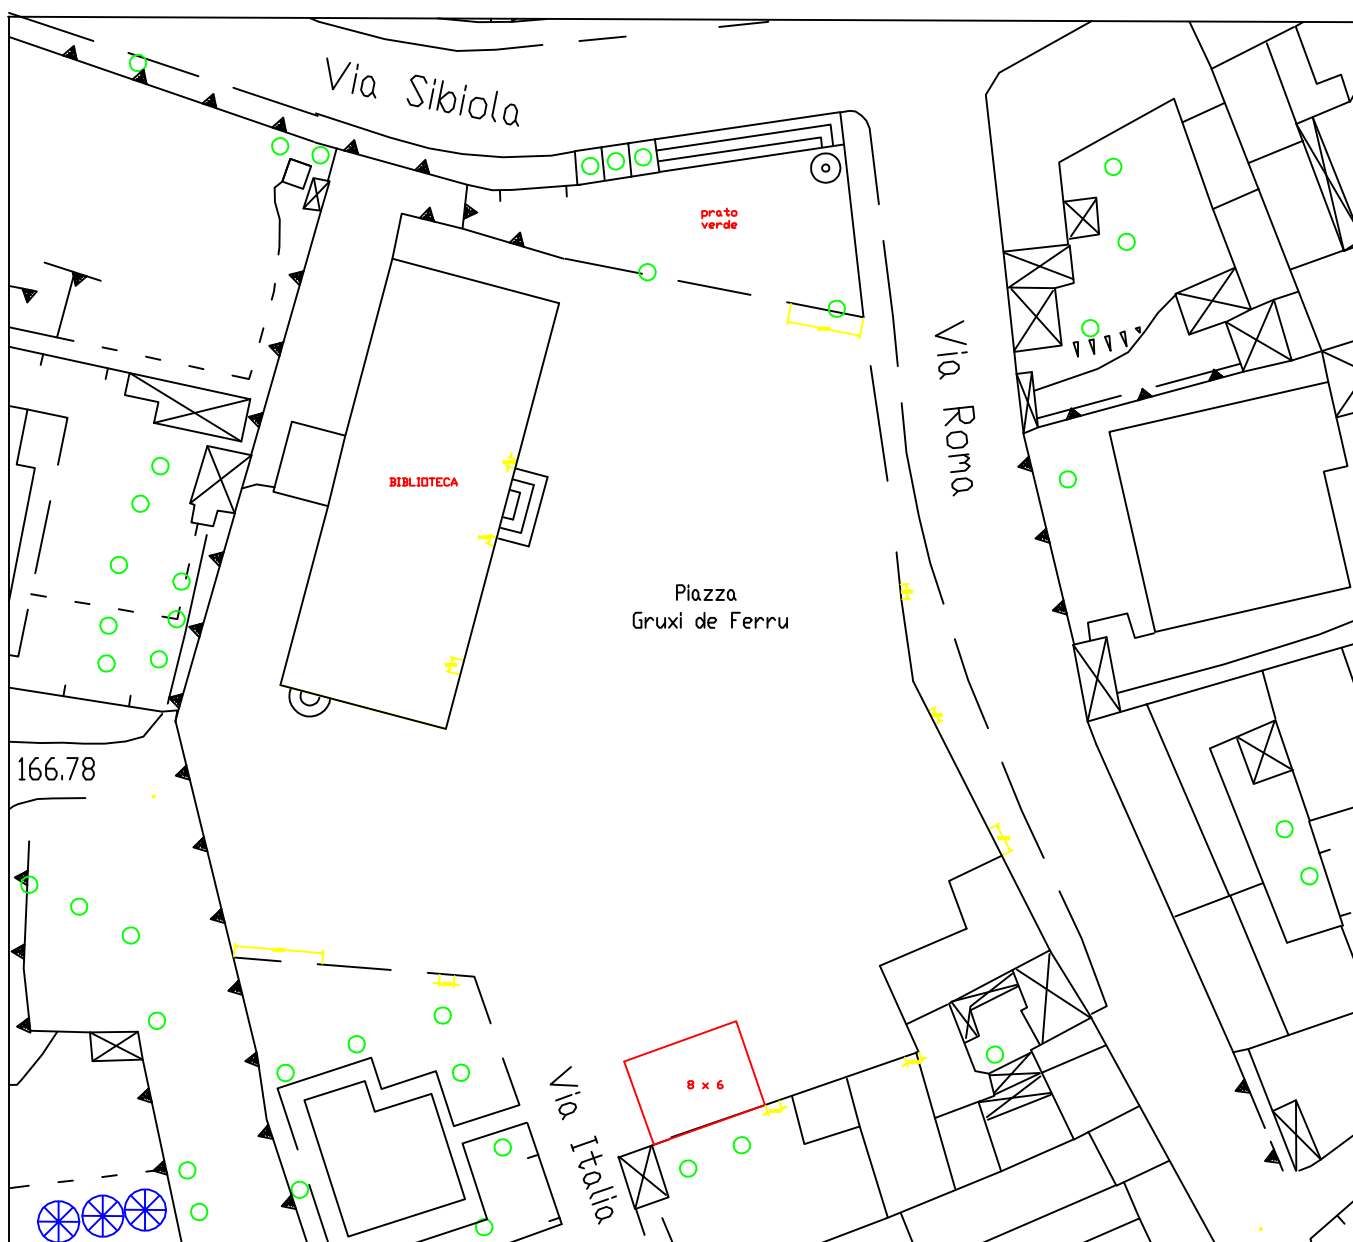 Via Sibiola
prato
verde
Via Roma
BIBLIOTECA
Piazza
Gruxi de Ferru
166.78
8 x 6
Via Italia